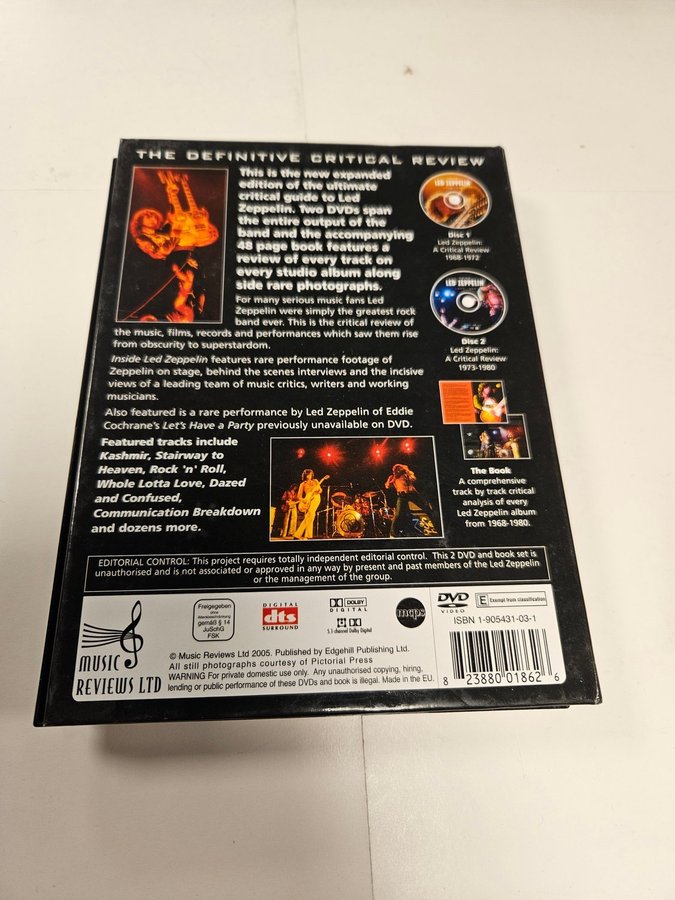 THE DEFINITIVE CRITICAL REVIEW
This is the new expanded
edition of the ultimate
critical guide to Led
Zeppelin. Two DVDs span
the entire output of the
band and the accompanying
48 page book features a
review of every track on
every studio album along
side rare photographs.
For many serious music fans Led
Zeppelin were simply the greatest rock
band ever. This is the critical review of
the music, films, records and performances which saw them rise
from obscurity to superstardom.
Inside Led Zeppelin features rare performance footage of
Zeppelin on stage, behind the scenes interviews and the incisive
views of a leading team of music critics, writers and working
musicians.
Also featured is a rare performance by Led Zeppelin of Eddie
Cochrane's Let's Have a Party previously unavailable on DVD.
Featured tracks include
Kashmir, Stairway to
Heaven, Rock 'n' Roll,
Whole Lotta Love, Dazed
and Confused,
Communication Breakdown
and dozens more.
LED ZEPPELIN
Disc 1
Led Zeppelin:
A Critical Review
1968-1972
LED ZEPPELIN
Disc 2
Led Zeppelin:
A Critical Review
1973-1980
The Book
A comprehensive
track by track critical
analysis of every
Led Zeppelin album
from 1968-1980.
EDITORIAL CONTROL: This project requires totally independent editorial control. This 2 DVD and book set is
unauthorised and is not associated or approved in any way by present and past members of the Led Zeppelin
or the management of the group.
MUSIC
REVIEWS LTD
Freigegeben
ohne
Altersbeschränkung
gemäß § 14
JuSchG
FSK
DIGITAL
dts
SURROUND
DOLBY
DIGITAL
5.1 channel Dolby Digital
mcps
DVD
VIDEO
E Exempt from classification
ISBN 1-905431-03-1
© Music Reviews Ltd 2005. Published by Edgehill Publishing Ltd.
All still photographs courtesy of Pictorial Press
WARNING For private domestic use only. Any unauthorised copying, hiring,
lending or public performance of these DVDs and book is illegal. Made in the EU.
8 23880 01862 6